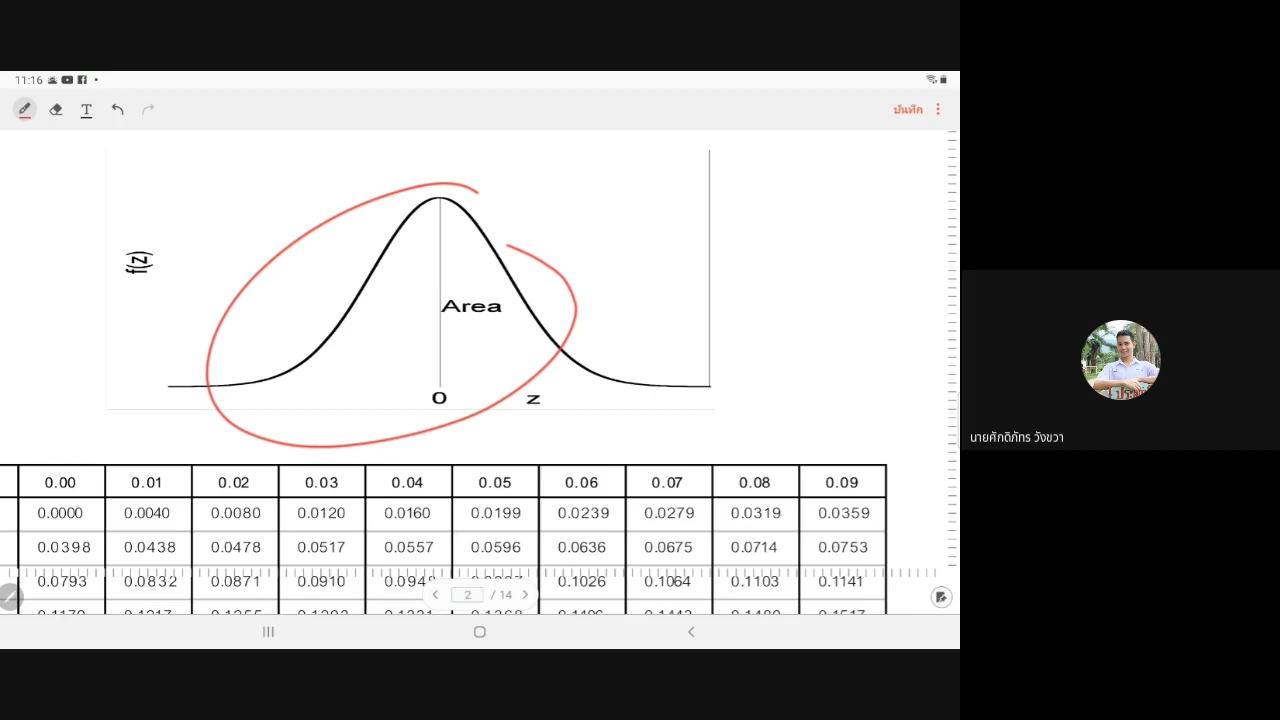 11:16
บันทึก
f(z)
Area
0 z
0.00 0.01 0.02 0.03 0.04 0.05 0.06 0.07 0.08 0.09
0.0000 0.0040 0.0080 0.0120 0.0160 0.0199 0.0239 0.0279 0.0319 0.0359
0.0398 0.0438 0.0478 0.0517 0.0557 0.0596 0.0636 0.0675 0.0714 0.0753
0.0793 0.0832 0.0871 0.0910 0.1026 0.1064 0.1103 0.1141
2 / 14
นายศักดิภัทร วังขวา